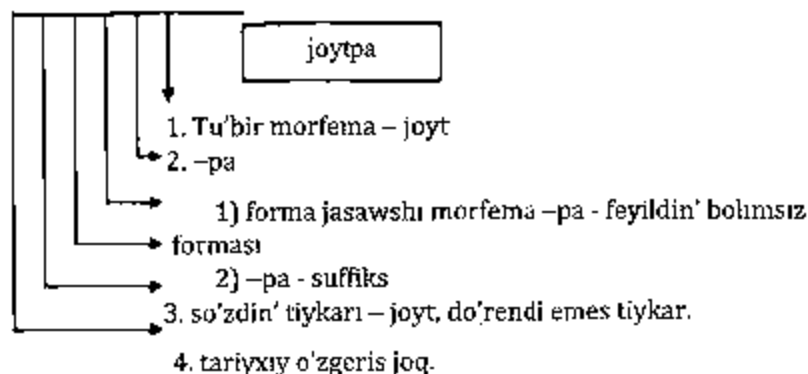 joytpa
1. Tu'bir morfema – joyt
2. –pa
1) forma jasawshı morfema –pa - feyildin' bolımsız
forması
2) –pa - suffiks
3. so'zdin' tiykarı – joyt, do'rendi emes tiykar.
4. tariyxıy o'zgeris joq.